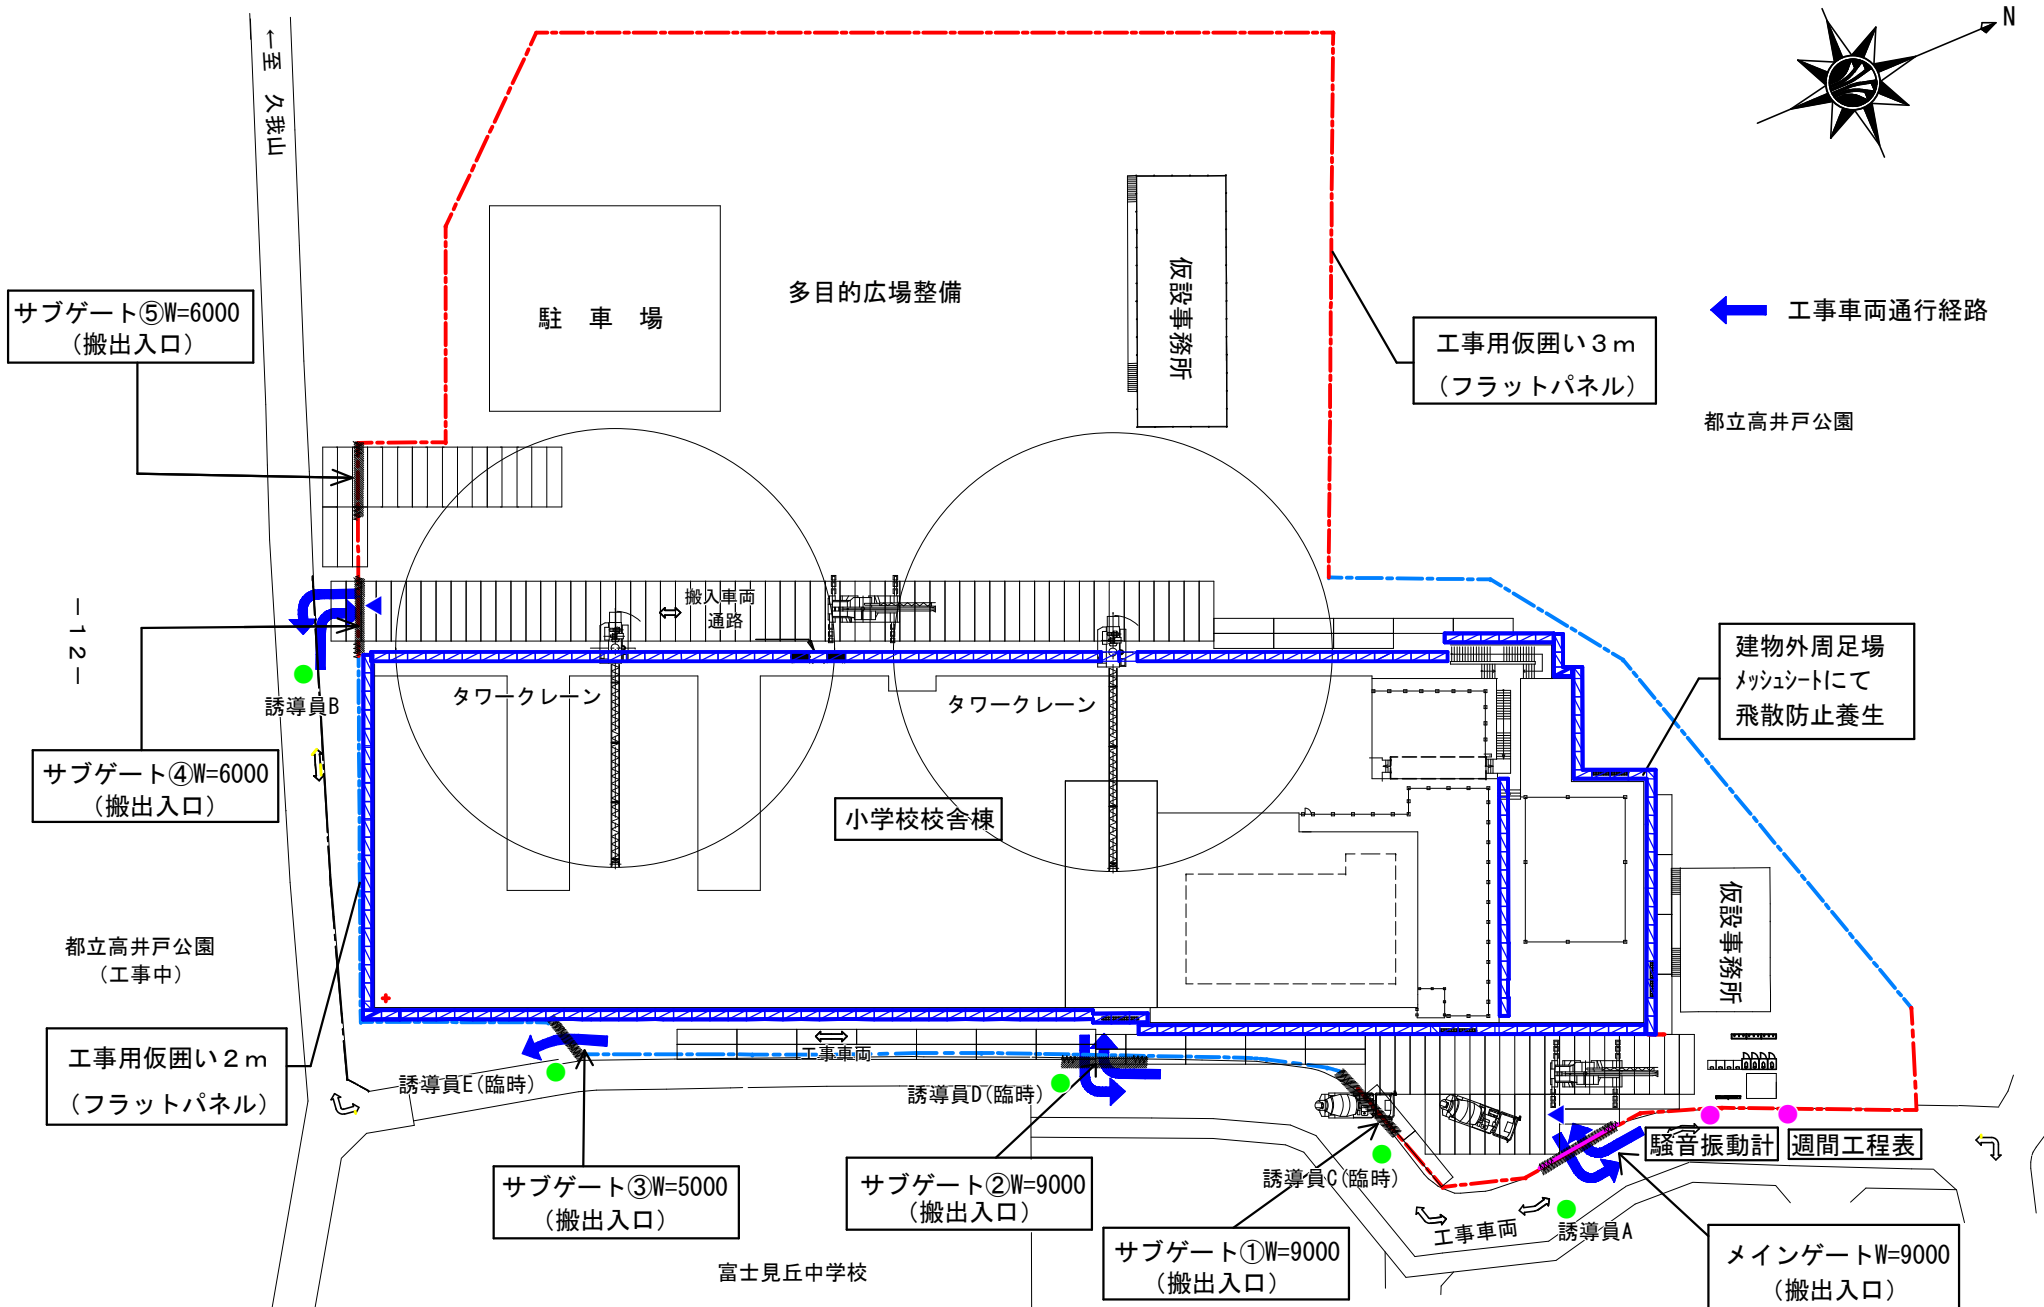 N
←至 久我山
仮設事務所
多目的広場整備
駐 車 場
サブゲート⑤W=6000
(搬出入口)
工事車両通行経路
工事用仮囲い３ｍ
(フラットパネル)
都立高井戸公園
搬入車両
通路
－１２－
建物外周足場
ﾒｯｼｭｼｰﾄにて
飛散防止養生
タワークレーン
タワークレーン
誘導員B
サブゲート④W=6000
(搬出入口)
小学校校舎棟
仮設事務所
都立高井戸公園
(工事中)
工事用仮囲い２ｍ
(フラットパネル)
工事車両
誘導員E(臨時)
誘導員D(臨時)
騒音振動計
週間工程表
誘導員C(臨時)
サブゲート③W=5000
(搬出入口)
サブゲート②W=9000
(搬出入口)
工事車両
誘導員A
サブゲート①W=9000
(搬出入口)
メインゲートW=9000
(搬出入口)
富士見丘中学校